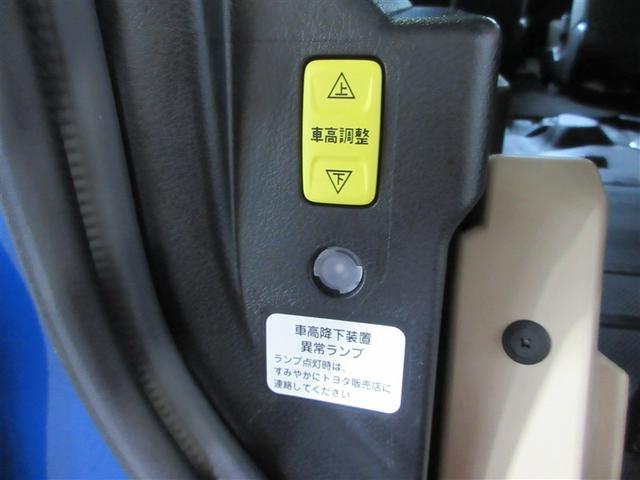 上
車高調整
下
車高降下装置
異常ランプ
ランプ点灯時は、
すみやかにトヨタ販売店に
連絡してください